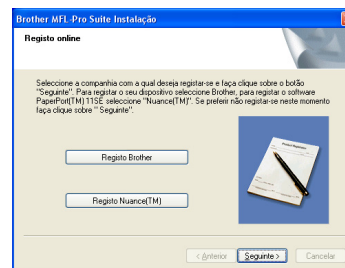 Brother MFL-Pro Suite Instalação
Registo online
Seleccione a companhia com a qual deseja registar-se e faça clique sobre o botão
"Seguinte". Para registar o seu dispositivo seleccione Brother, para registar o software
PaperPort(TM) 11SE seleccione "Nuance(TM)". Se preferir não registar-se neste momento
faça clique sobre " Seguinte".
Registo Brother
Registo Nuance(TM)
< Anterior
Seguinte >
Cancelar